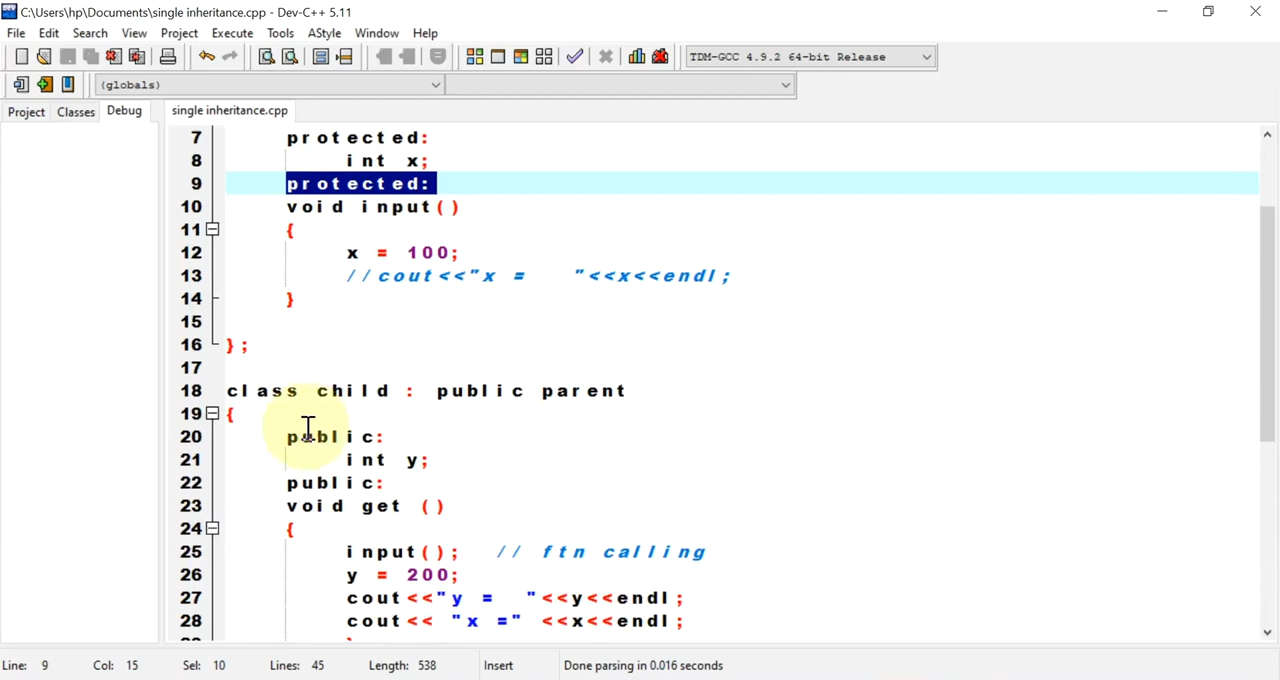 C:\Users\hp\Documents\single inheritance.cpp - Dev-C++ 5.11
File Edit Search View Project Execute Tools AStyle Window Help
TDM-GCC 4.9.2 64-bit Release
(globals)
Project Classes Debug single inheritance.cpp
7 protected:
8 int x;
9 protected:
10 void input()
11 {
12 x = 100;
13 //cout<<"x = "<<x<<endl;
14 }
15
16 };
17
18 class child : public parent
19 {
20 public:
21 int y;
22 public:
23 void get ()
24 {
25 input(); // ftn calling
26 y = 200;
27 cout<<"y = "<<y<<endl;
28 cout<< "x =" <<x<<endl;
Line: 9 Col: 15 Sel: 10 Lines: 45 Length: 538 Insert Done parsing in 0.016 seconds